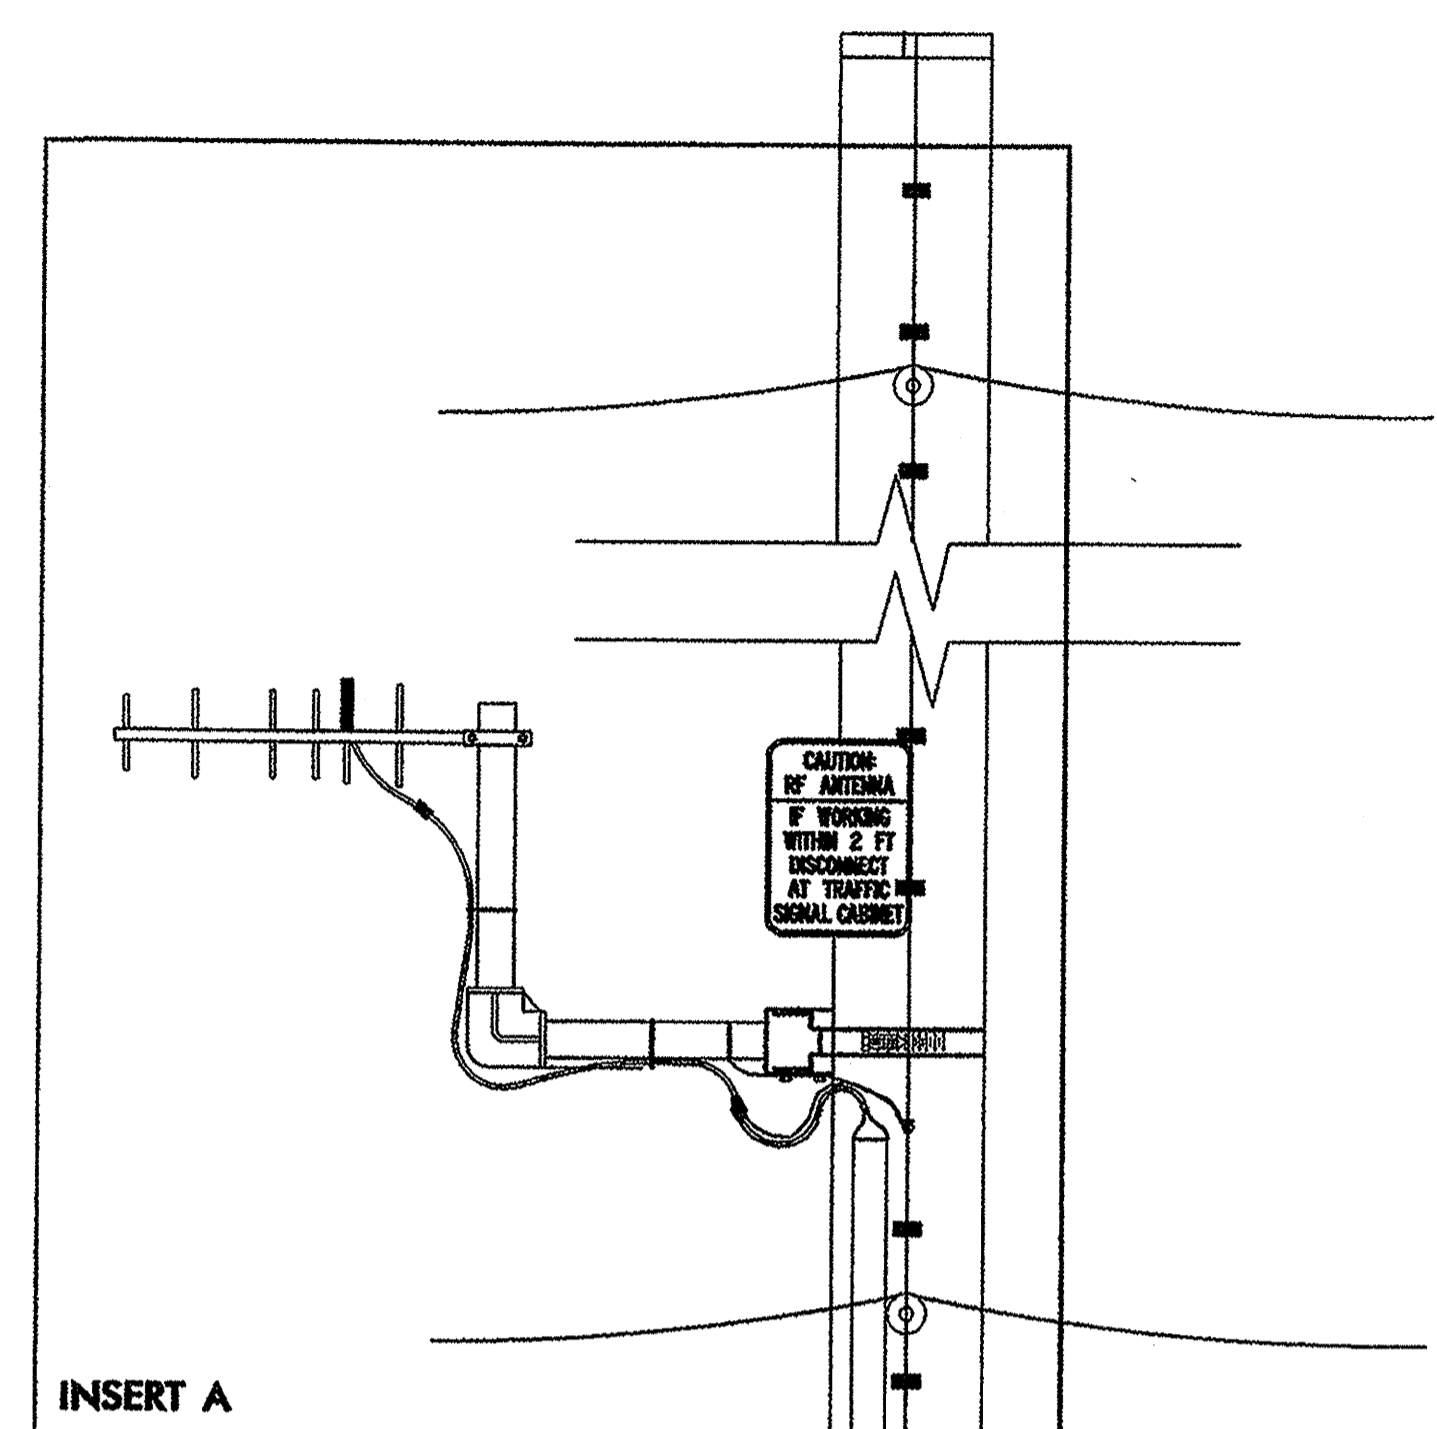 CAUTION:
RF ANTENNA
IF WORKING
WITHIN 2 FT
DISCONNECT
AT TRAFFIC
SIGNAL CABINET
INSERT A